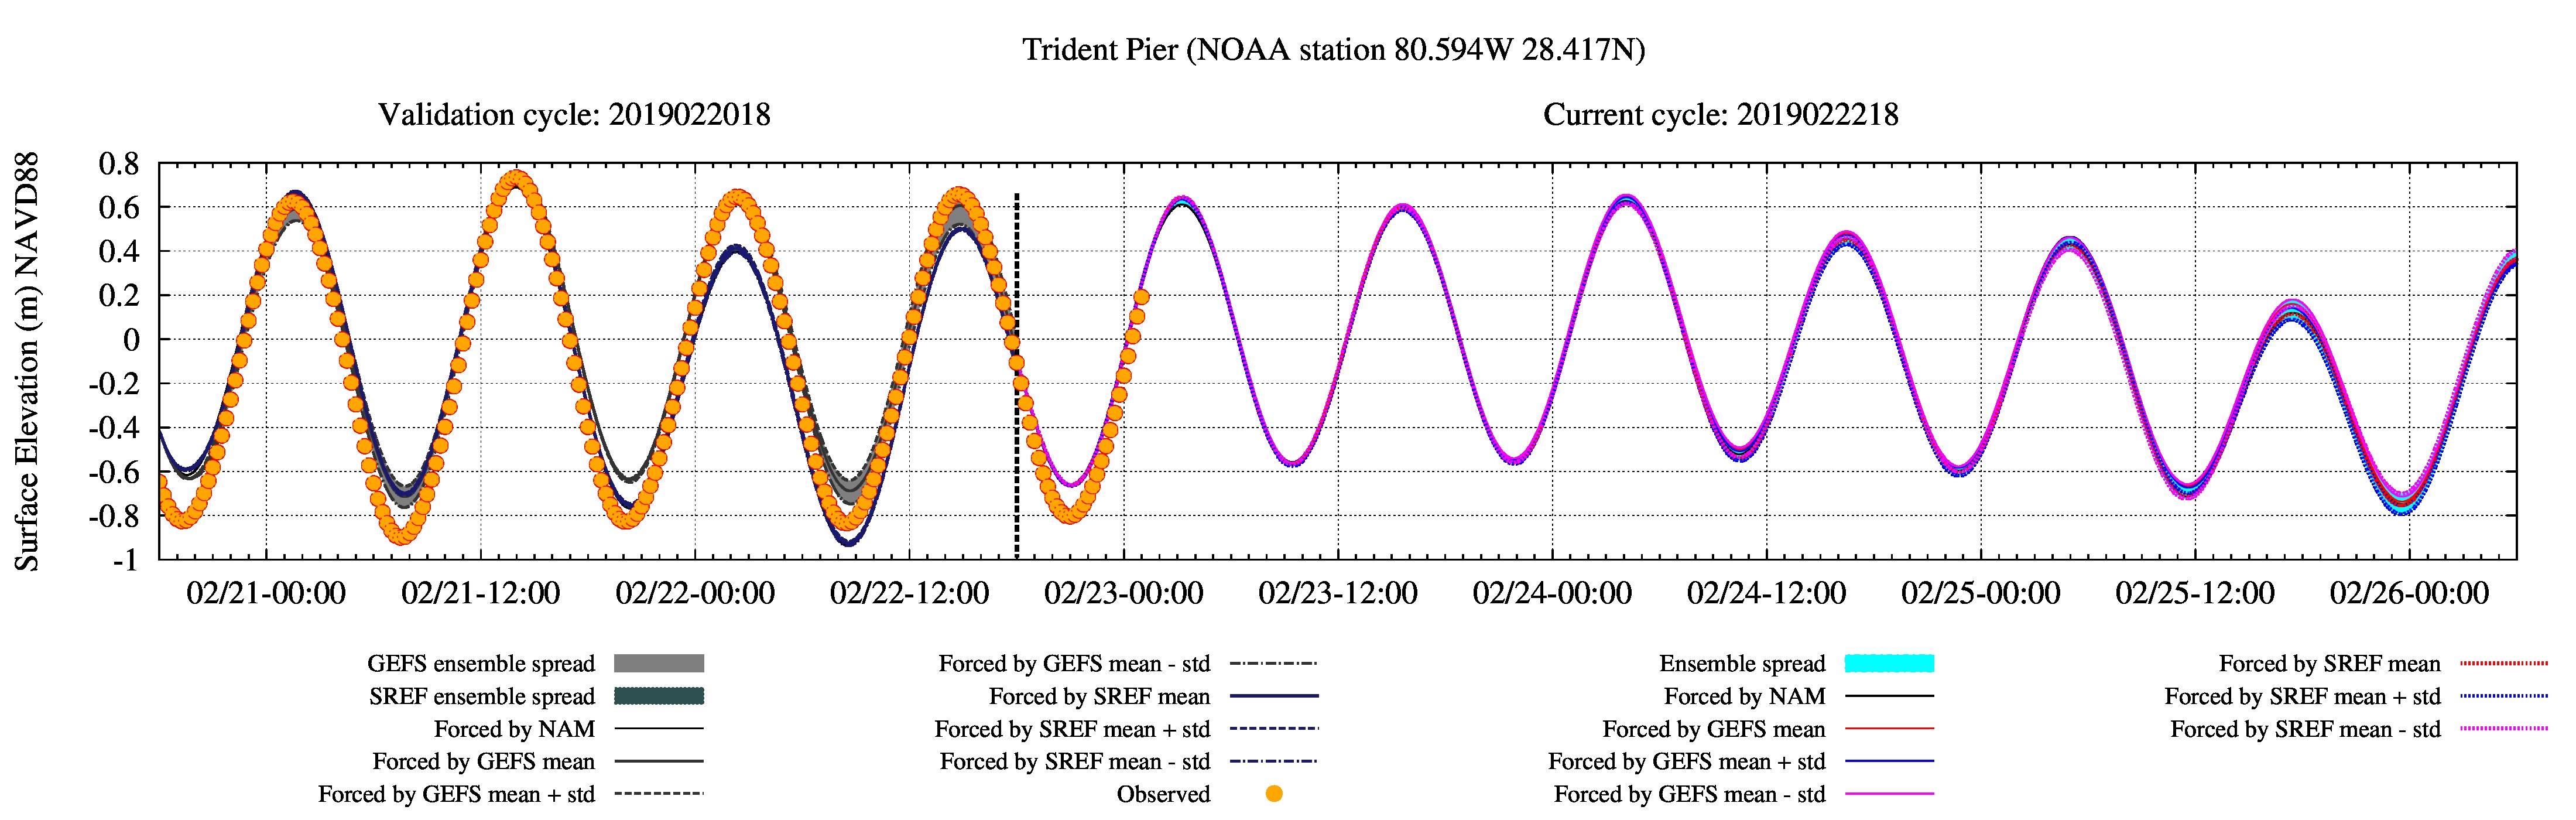 Trident Pier (NOAA station 80.594W 28.417N)
Validation cycle: 2019022018
Current cycle: 2019022218
Surface Elevation (m) NAVD88
0.8
0.6
0.4
0.2
0
-0.2
-0.4
-0.6
-0.8
-1
02/21-00:00
02/21-12:00
02/22-00:00
02/22-12:00
02/23-00:00
02/23-12:00
02/24-00:00
02/24-12:00
02/25-00:00
02/25-12:00
02/26-00:00
GEFS ensemble spread
SREF ensemble spread
Forced by NAM
Forced by GEFS mean
Forced by GEFS mean + std
Forced by GEFS mean - std
Forced by SREF mean
Forced by SREF mean + std
Forced by SREF mean - std
Observed
Ensemble spread
Forced by NAM
Forced by GEFS mean
Forced by GEFS mean + std
Forced by GEFS mean - std
Forced by SREF mean
Forced by SREF mean + std
Forced by SREF mean - std